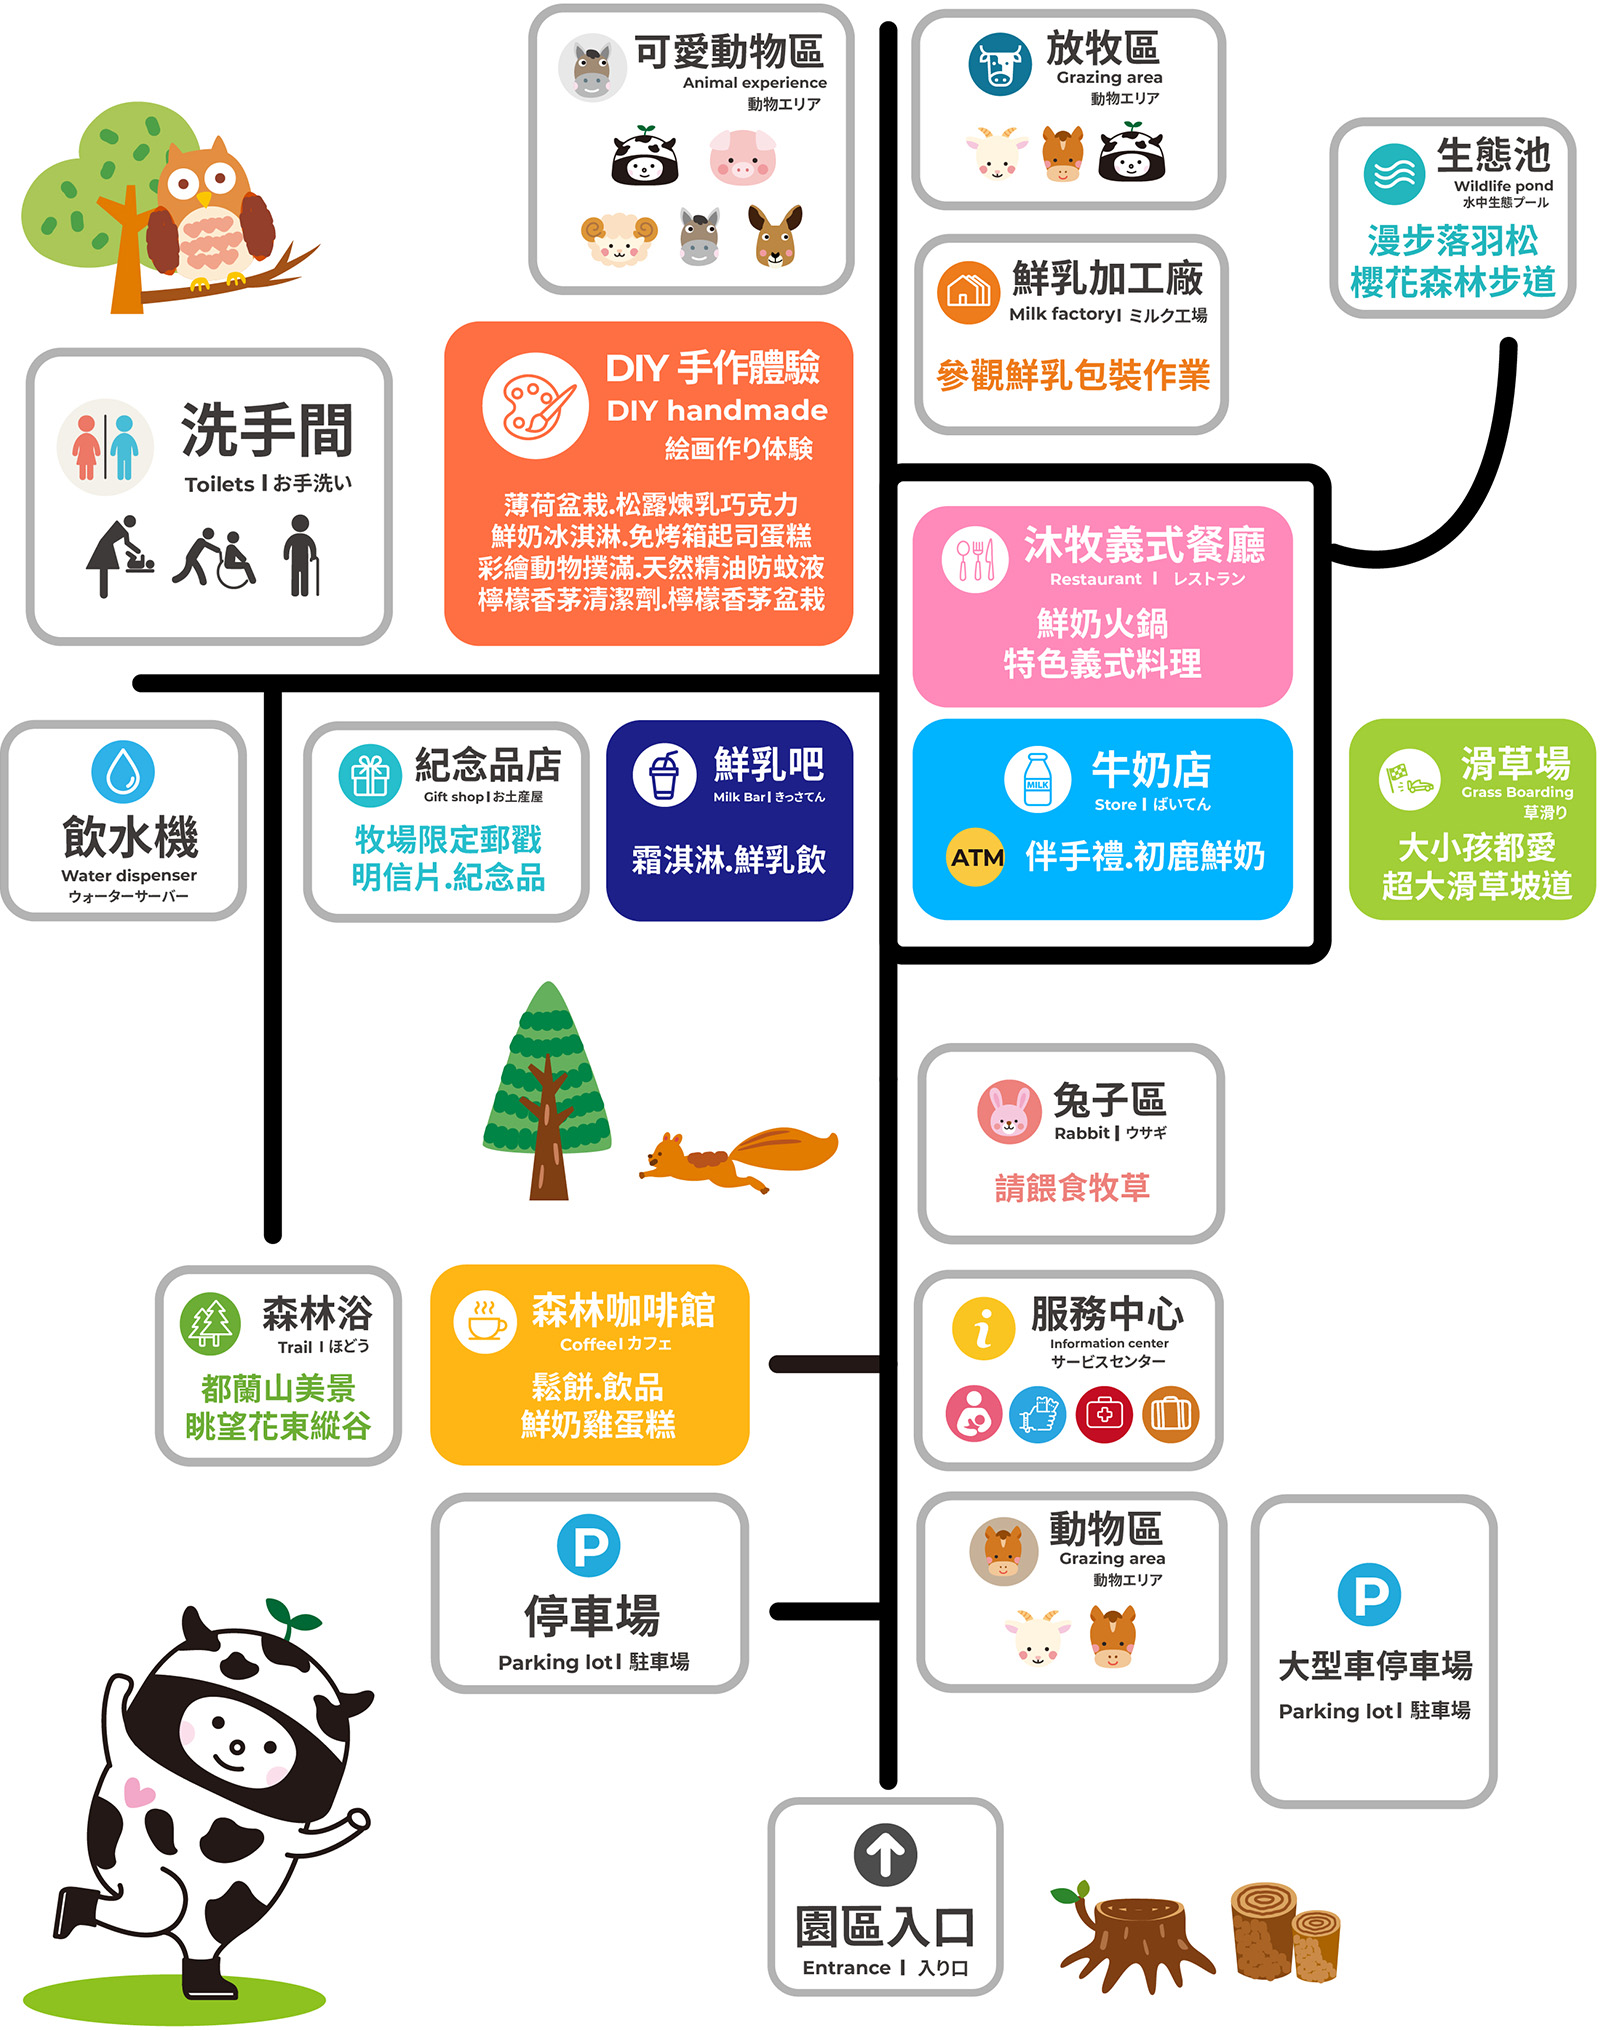 可愛動物區
Animal experience
動物エリア
放牧區
Grazing area
動物エリア
生態池
Wildlife pond
水中生態プール
漫步落羽松
櫻花森林步道
鮮乳加工廠
Milk factory| ミルク工場
參觀鮮乳包裝作業
洗手間
Toilets | お手洗い
DIY 手作體驗
DIY handmade
絵画作り体験
薄荷盆栽.松露煉乳巧克力
鮮奶冰淇淋.免烤箱起司蛋糕
彩繪動物撲滿.天然精油防蚊液
檸檬香茅清潔劑.檸檬香茅盆栽
沐牧義式餐廳
Restaurant | レストラン
鮮奶火鍋
特色義式料理
飲水機
Water dispenser
ウォーターサーバー
紀念品店
Gift shop | お土産屋
牧場限定郵戳
明信片.紀念品
鮮乳吧
Milk Bar | きっさてん
霜淇淋.鮮乳飲
MILK
牛奶店
Store | ばいてん
ATM
伴手禮.初鹿鮮奶
滑草場
Grass Boarding
草滑り
大小孩都愛
超大滑草坡道
兔子區
Rabbit | ウサギ
請餵食牧草
森林浴
Trail | ほどう
都蘭山美景
眺望花東縱谷
森林咖啡館
Coffee| カフェ
鬆餅.飲品
鮮奶雞蛋糕
i
服務中心
Information center
サービスセンター
P
停車場
Parking lot | 駐車場
動物區
Grazing area
動物エリア
P
大型車停車場
Parking lot | 駐車場
園區入口
Entrance | 入り口